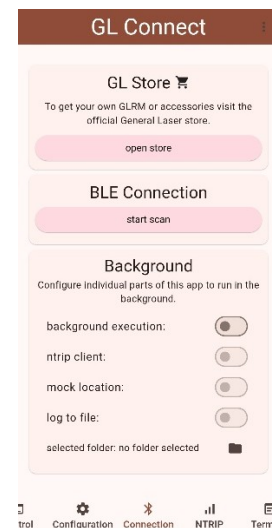 GL Connect
GL Store
To get your own GLRM or accessories visit the
official General Laser store.
open store
BLE Connection
start scan
Background
Configure individual parts of this app to run in the
background.
background execution:
ntrip client:
mock location:
log to file:
selected folder: no folder selected
trol Configuration Connection NTRIP Term